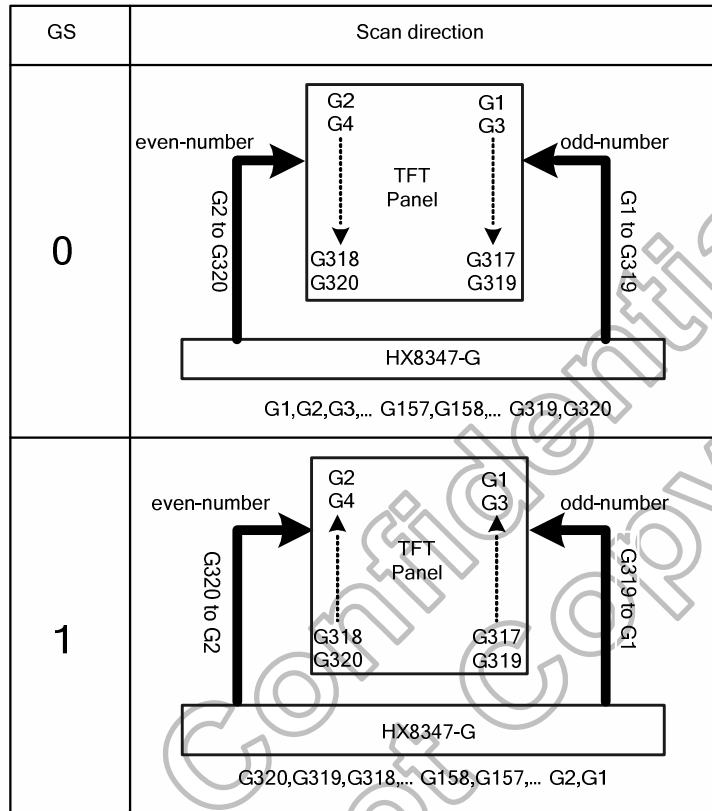 GS
Scan direction
0
even-number
G2 to G320
G2
G4
G318
G320
TFT
Panel
G1
G3
G317
G319
odd-number
G1 to G319
HX8347-G
G1,G2,G3,... G157,G158,... G319,G320
1
even-number
G320 to G2
G2
G4
G318
G320
TFT
Panel
G1
G3
G317
G319
odd-number
G319 to G1
HX8347-G
G320,G319,G318,... G158,G157,... G2,G1
Confidentia
ot Copy